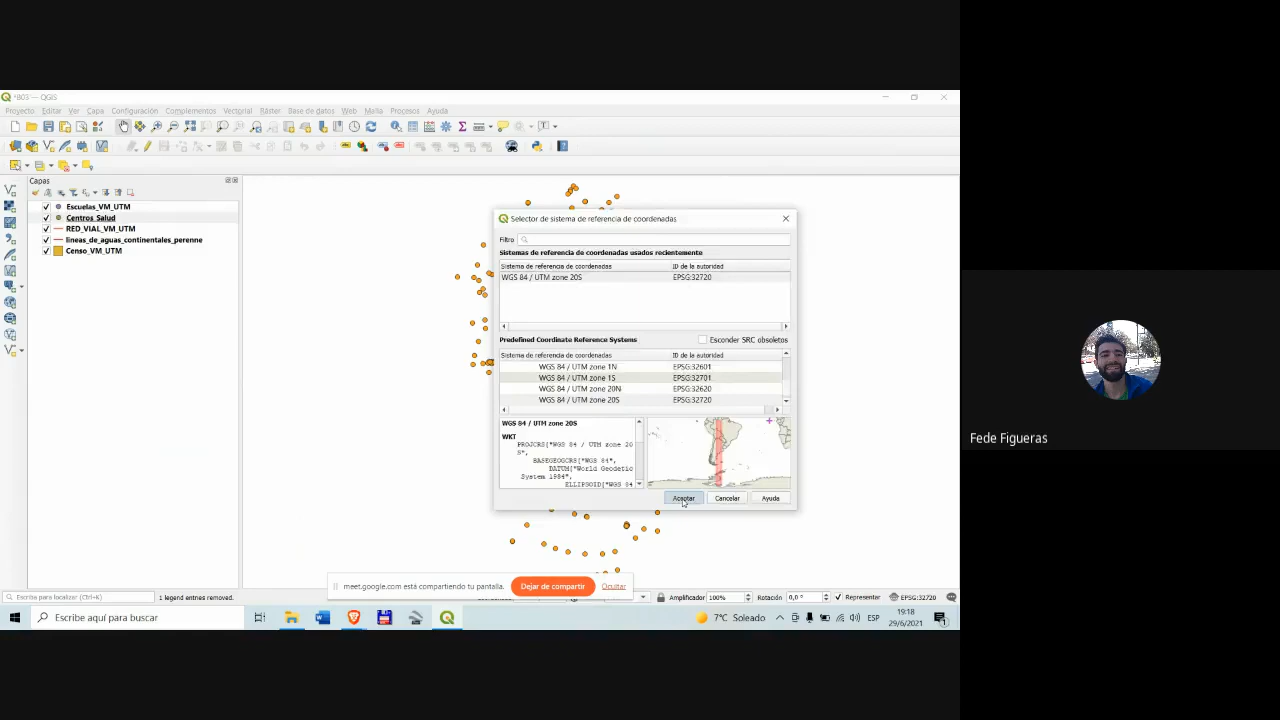 *B03 — QGIS
Proyecto Editar Ver Capa Configuración Complementos Vectorial Ráster Base de datos Web Malla Procesos Ayuda
Capas
Escuelas_VM_UTM
Centros_Salud
RED_VIAL_VM_UTM
lineas_de_aguas_continentales_perenne
Censo_VM_UTM
Selector de sistema de referencia de coordenadas
Filtro
Sistemas de referencia de coordenadas usados recientemente
Sistema de referencia de coordenadas ID de la autoridad
WGS 84 / UTM zone 20S EPSG:32720
Predefined Coordinate Reference Systems Esconder SRC obsoletos
Sistema de referencia de coordenadas ID de la autoridad
WGS 84 / UTM zone 1N EPSG:32601
WGS 84 / UTM zone 1S EPSG:32701
WGS 84 / UTM zone 20N EPSG:32620
WGS 84 / UTM zone 20S EPSG:32720
WGS 84 / UTM zone 20S
WKT
PROJCRS["WGS 84 / UTM zone 20
S",
BASEGEOGCRS["WGS 84",
DATUM["World Geodetic
System 1984",
ELLIPSOID["WGS 84
Aceptar Cancelar Ayuda
Fede Figueras
meet.google.com está compartiendo tu pantalla. Dejar de compartir Ocultar
Escriba para localizar (Ctrl+K) 1 legend entries removed. Amplificador 100% Rotación 0,0 ° Representar EPSG:32720
Escribe aquí para buscar 7°C Soleado ESP 19:18
29/6/2021